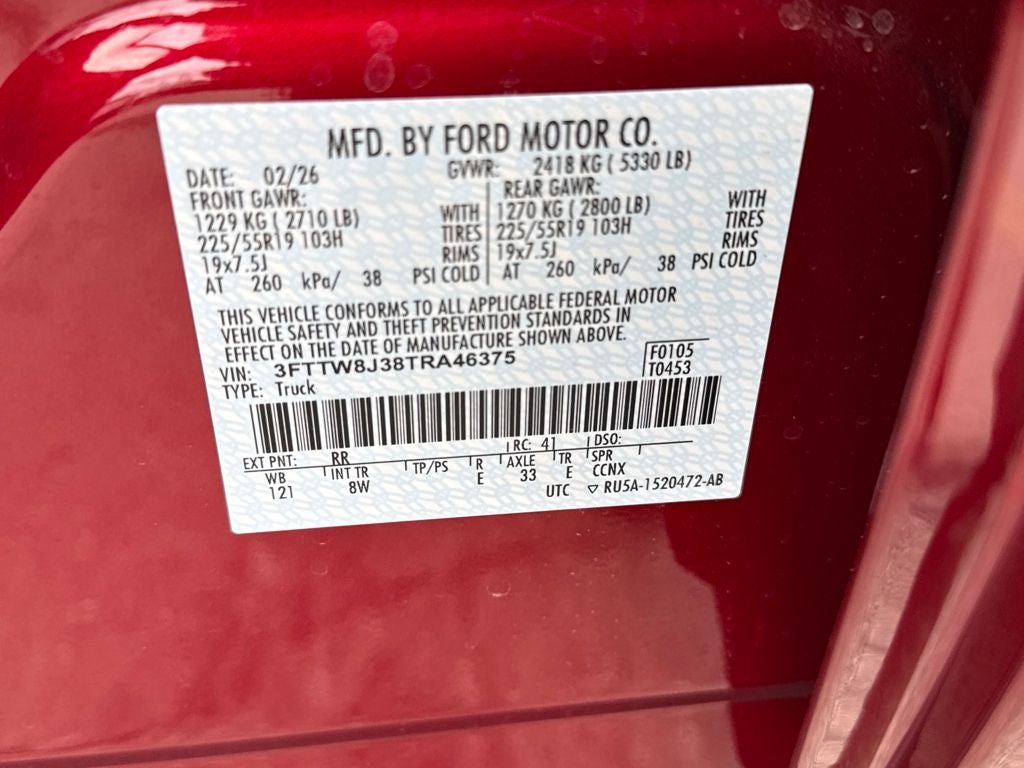 MFD. BY FORD MOTOR CO.
DATE: 02/26 GVWR: 2418 KG ( 5330 LB)
FRONT GAWR: REAR GAWR:
1229 KG ( 2710 LB) WITH 1270 KG ( 2800 LB) WITH
225/55R19 103H TIRES 225/55R19 103H TIRES
19x7.5J RIMS 19x7.5J RIMS
AT 260 kPa/ 38 PSI COLD AT 260 kPa/ 38 PSI COLD
THIS VEHICLE CONFORMS TO ALL APPLICABLE FEDERAL MOTOR
VEHICLE SAFETY AND THEFT PREVENTION STANDARDS IN
EFFECT ON THE DATE OF MANUFACTURE SHOWN ABOVE.
VIN: 3FTTW8J38TRA46375 F0105
TYPE: Truck T0453
EXT PNT: RR RC: 41 DSO:
WB INT TR TP/PS R AXLE TR SPR
121 8W E 33 E CCNX
UTC ▽ RU5A-1520472-AB